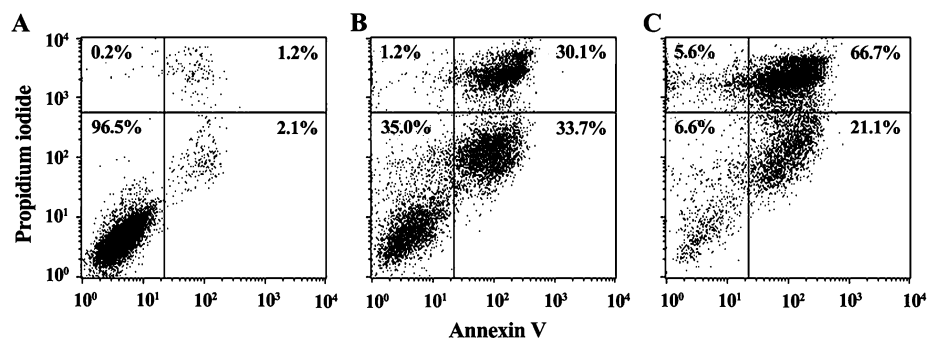 A
B
C
Propidium iodide
10⁴
10³
10²
10¹
10⁰
0.2% 1.2%
96.5% 2.1%
10⁰ 10¹ 10² 10³ 10⁴
1.2% 30.1%
35.0% 33.7%
10⁰ 10¹ 10² 10³ 10⁴
5.6% 66.7%
6.6% 21.1%
10⁰ 10¹ 10² 10³ 10⁴
Annexin V